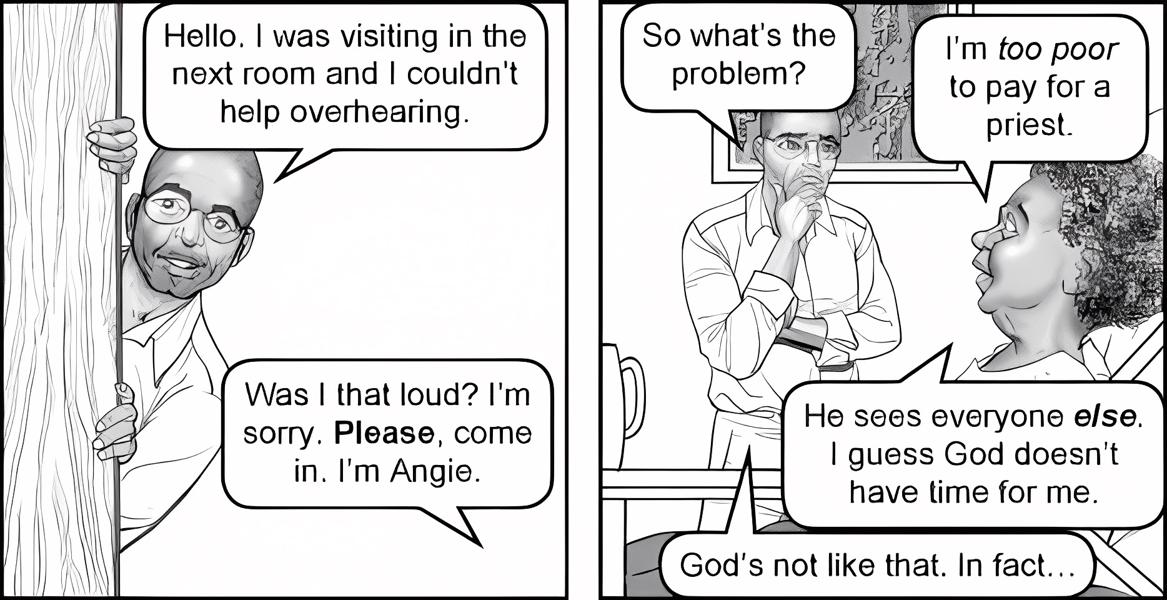 Hello. I was visiting in the
next room and I couldn't
help overhearing.
Was I that loud? I'm
sorry. Please, come
in. I'm Angie.
So what's the
problem?
I'm too poor
to pay for a
priest.
He sees everyone else.
I guess God doesn't
have time for me.
God's not like that. In fact...